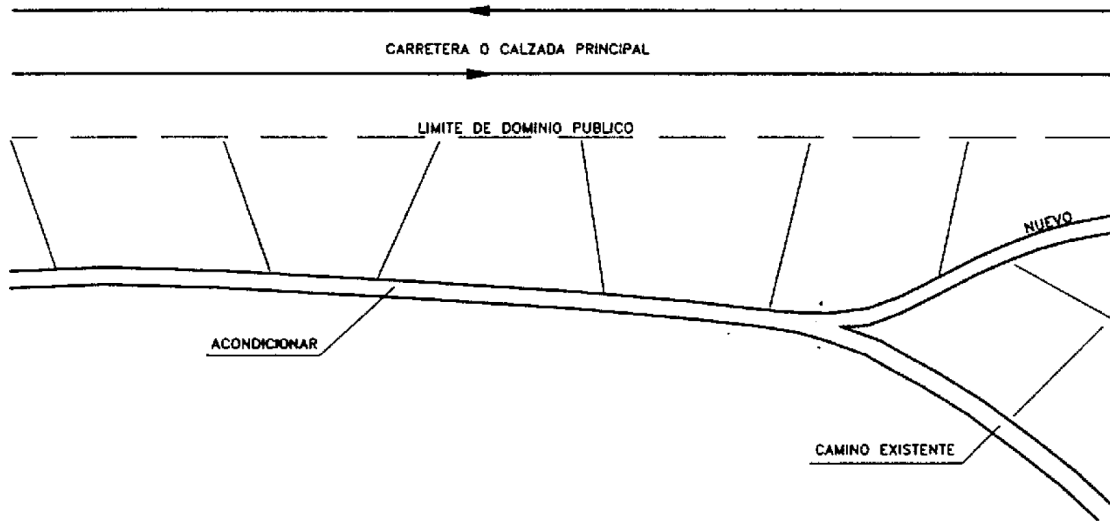 CARRETERA O CALZADA PRINCIPAL
LIMITE DE DOMINIO PUBLICO
NUEVO
ACONDICIONAR
CAMINO EXISTENTE